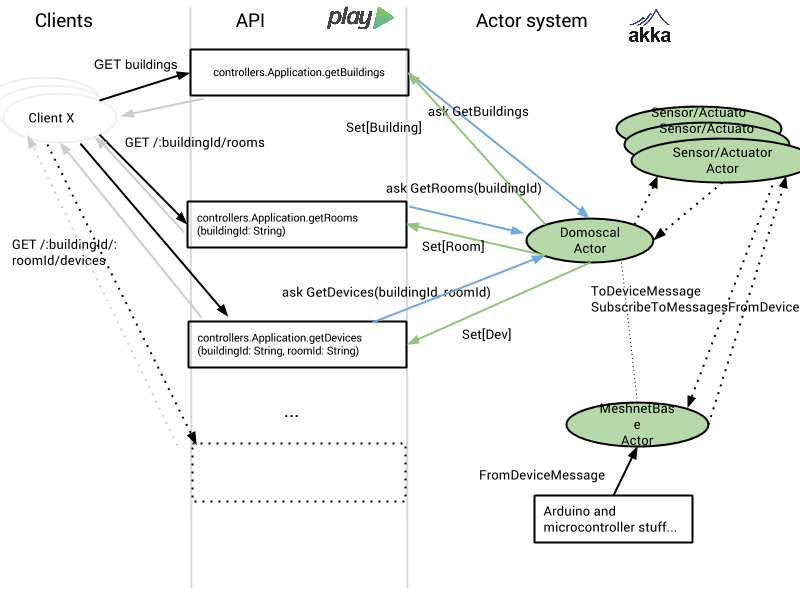 Clients
API
play
Actor system
akka
GET buildings
controllers.Application.getBuildings
ask GetBuildings
Set[Building]
Sensor/Actuato
Sensor/Actuato
Sensor/Actuator
Actor
Client X
GET /:buildingId/rooms
ask GetRooms(buildingId)
controllers.Application.getRooms
(buildingId: String)
Set[Room]
Domoscal
Actor
GET /:buildingId/:
roomId/devices
ask GetDevices(buildingId, roomId)
ToDeviceMessage
SubscribeToMessagesFromDevice
controllers.Application.getDevices
(buildingId: String, roomId: String)
Set[Dev]
...
MeshnetBas
e
Actor
FromDeviceMessage
Arduino and
microcontroller stuff...